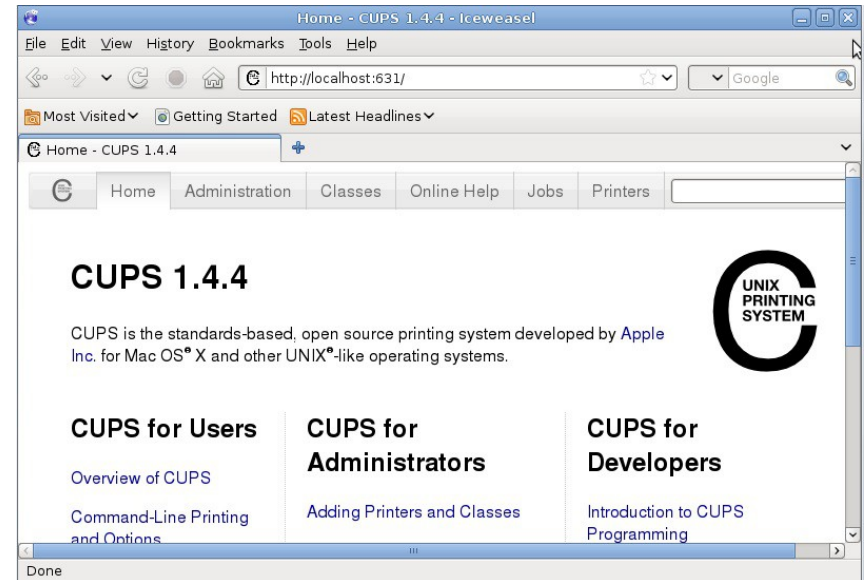 Home - CUPS 1.4.4 - Iceweasel
File Edit View History Bookmarks Tools Help
http://localhost:631/
Google
Most Visited Getting Started Latest Headlines
Home - CUPS 1.4.4
Home Administration Classes Online Help Jobs Printers
CUPS 1.4.4
UNIX
PRINTING
SYSTEM
CUPS is the standards-based, open source printing system developed by Apple
Inc. for Mac OS® X and other UNIX®-like operating systems.
CUPS for Users
Overview of CUPS
Command-Line Printing
and Options
CUPS for
Administrators
Adding Printers and Classes
CUPS for
Developers
Introduction to CUPS
Programming
Done